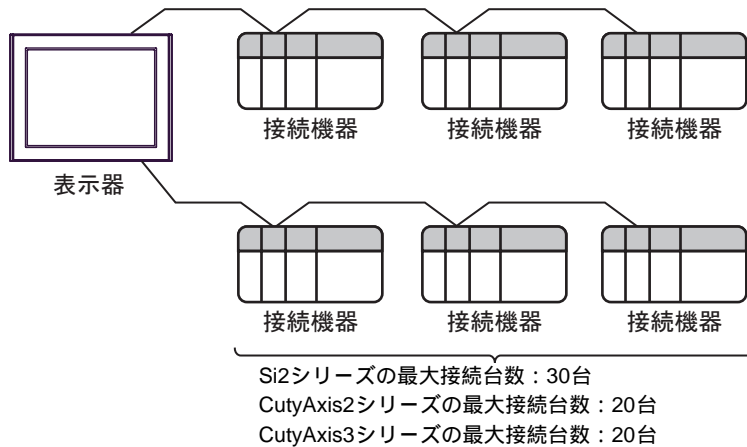 接続機器 接続機器 接続機器
表示器
接続機器 接続機器 接続機器
Si2シリーズの最大接続台数：30台
CutyAxis2シリーズの最大接続台数：20台
CutyAxis3シリーズの最大接続台数：20台